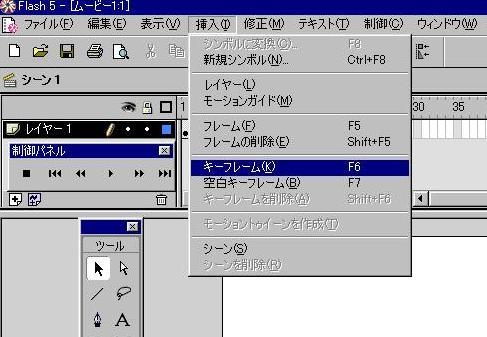 Flash 5 - [ムービー1:1]
ファイル(F) 編集(E) 表示(V) 挿入(I) 修正(M) テキスト(T) 制御(C) ウィンドウ(W)
シンボルに変換(C)... F8
新規シンボル(N)... Ctrl+F8
シーン 1
レイヤー(L)
モーションガイド(M)
1 30 35
レイヤー 1
フレーム(F) F5
フレームの削除(E) Shift+F5
制御パネル
キーフレーム(K) F6
空白キーフレーム(B) F7
キーフレームを削除(A) Shift+F6
モーショントゥイーンを作成(T)
ツール
シーン(S)
シーンを削除(R)
A